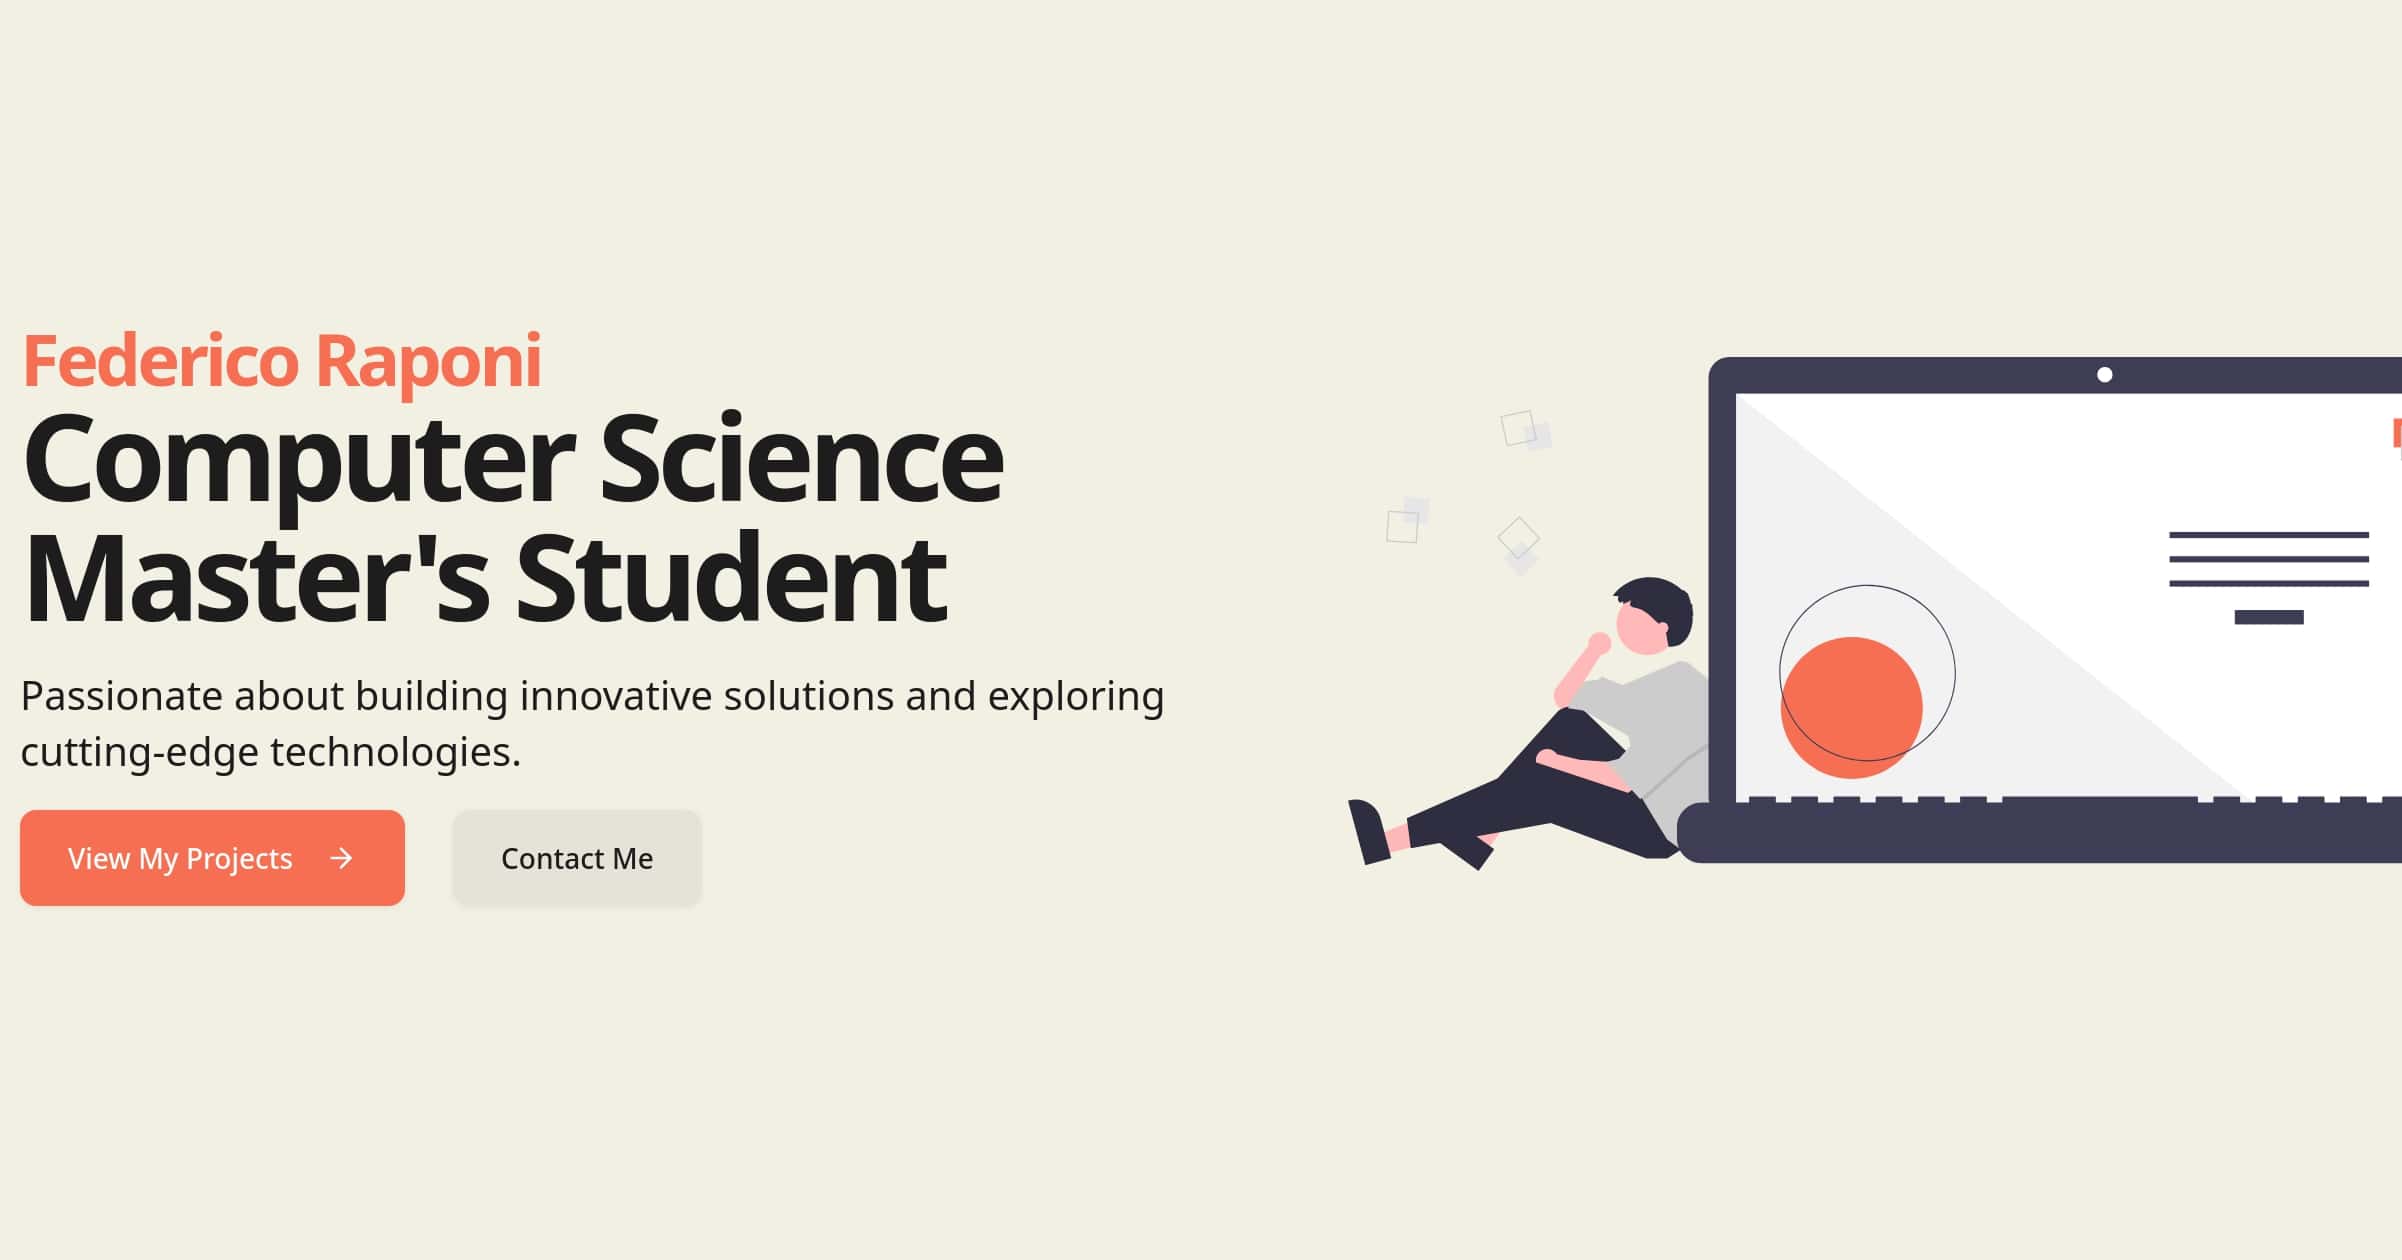 Federico Raponi
Computer Science
Master's Student
Passionate about building innovative solutions and exploring
cutting-edge technologies.
View My Projects
Contact Me